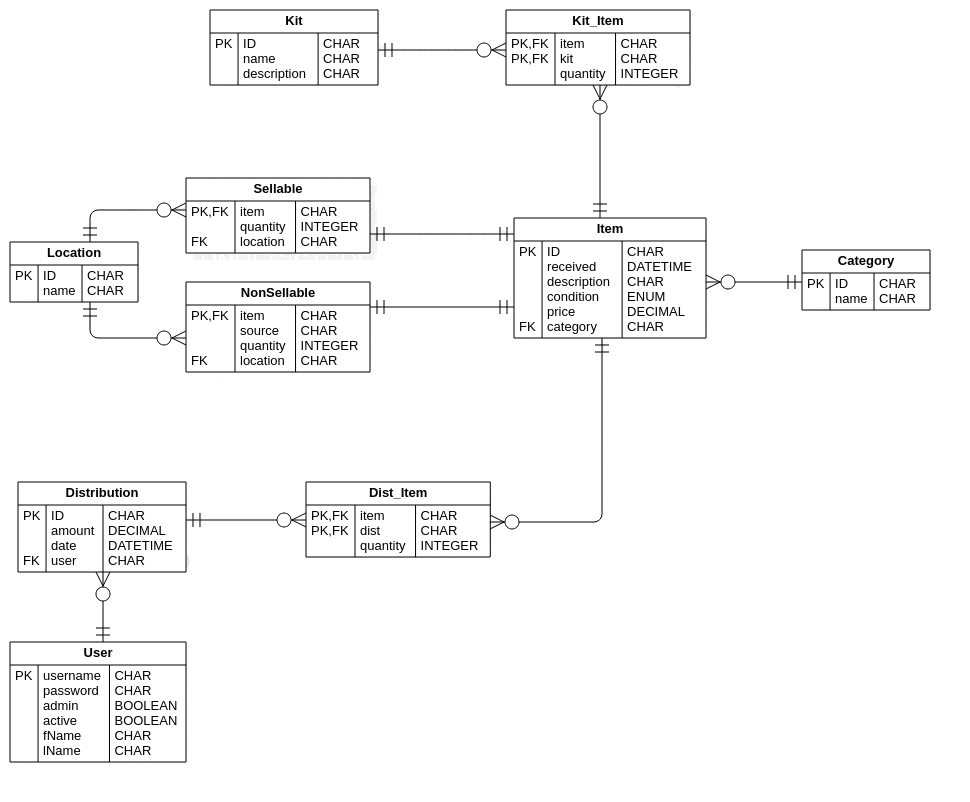 Kit
PK ID CHAR
name CHAR
description CHAR
Kit_Item
PK,FK item CHAR
PK,FK kit CHAR
quantity INTEGER
Sellable
PK,FK item CHAR
quantity INTEGER
FK location CHAR
Location
PK ID CHAR
name CHAR
NonSellable
PK,FK item CHAR
source CHAR
quantity INTEGER
FK location CHAR
Item
PK ID CHAR
received DATETIME
description CHAR
condition ENUM
price DECIMAL
FK category CHAR
Category
PK ID CHAR
name CHAR
Distribution
PK ID CHAR
amount DECIMAL
date DATETIME
FK user CHAR
Dist_Item
PK,FK item CHAR
PK,FK dist CHAR
quantity INTEGER
User
PK username CHAR
password CHAR
admin BOOLEAN
active BOOLEAN
fName CHAR
lName CHAR